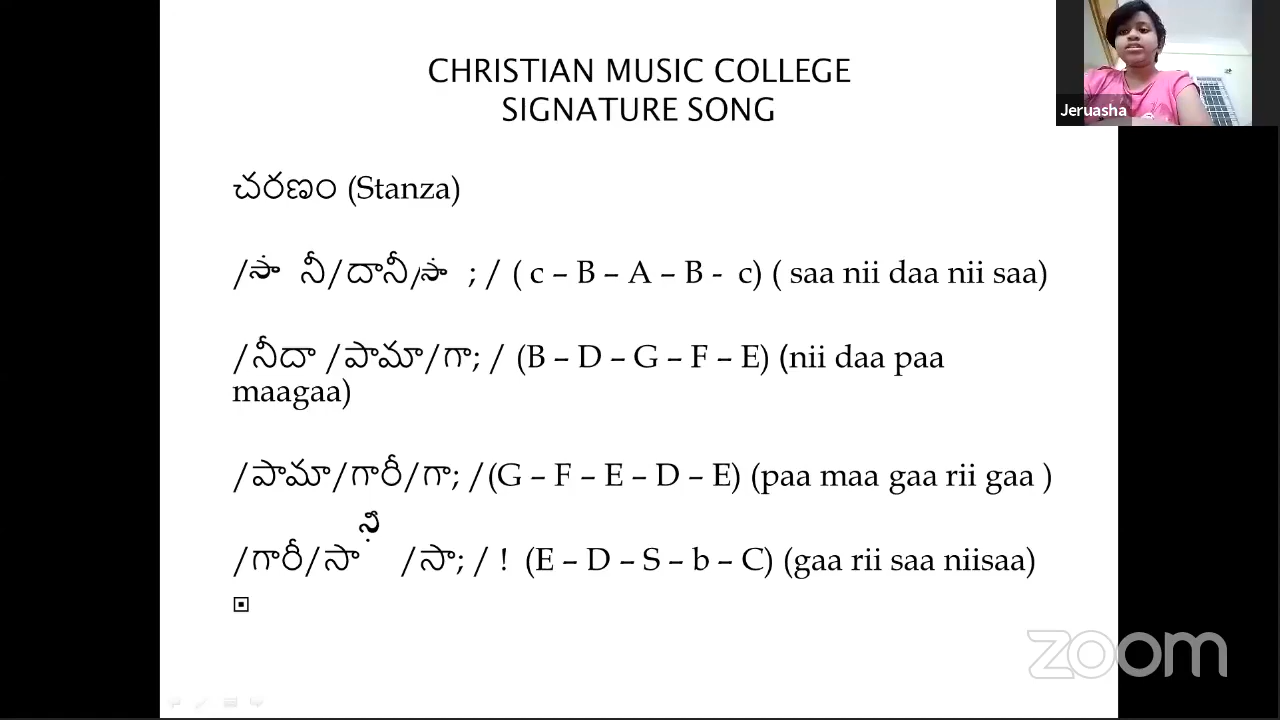 CHRISTIAN MUSIC COLLEGE
SIGNATURE SONG
Jeruasha
చరణం (Stanza)
/సా̇ నీ/దానీ/సా̇ ; / ( c – B – A – B - c) ( saa nii daa nii saa)
/నీదా /పామా/గా; / (B – D – G – F – E) (nii daa paa
maagaa)
/పామా/గారీ/గా; /(G – F – E – D – E) (paa maa gaa rii gaa )
/గారీ/సా నీ̣ /సా; / ! (E – D – S – b – C) (gaa rii saa niisaa)
zoom